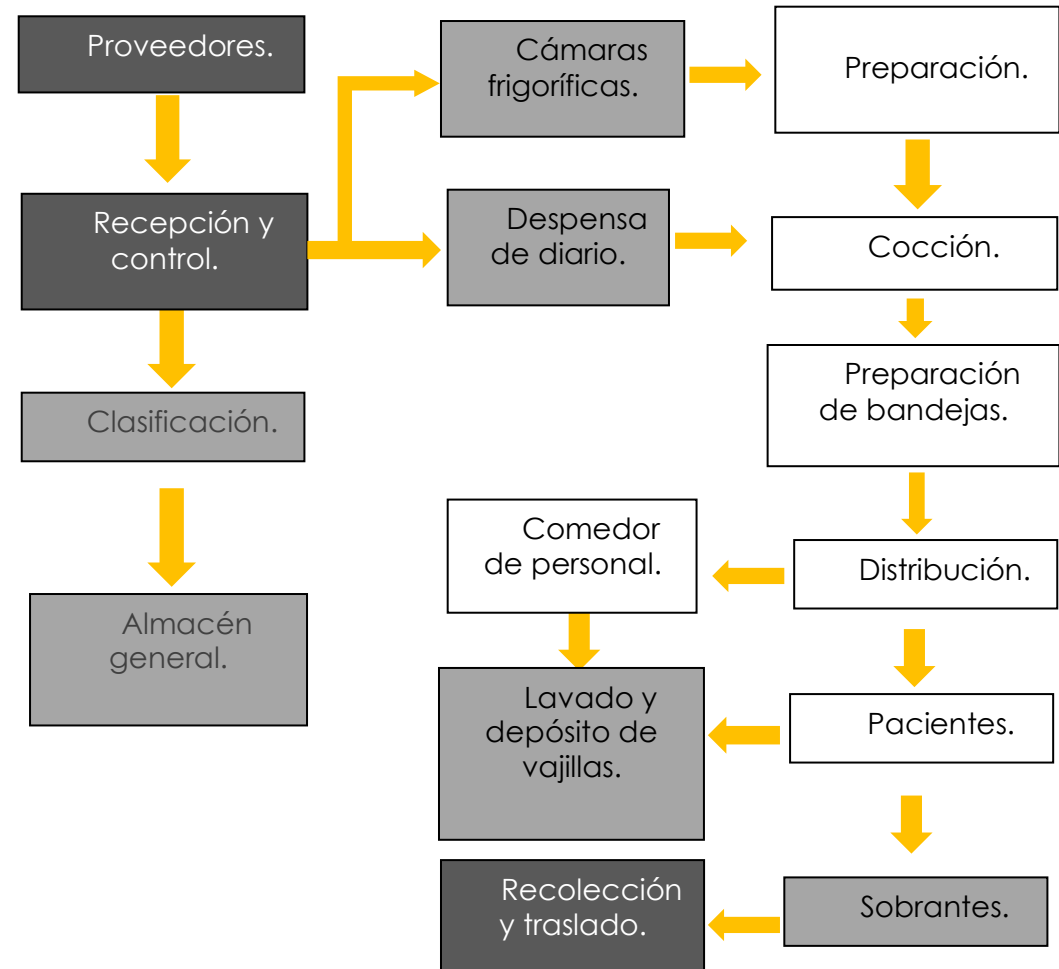 Proveedores.
Recepción y
control.
Clasificación.
Almacén
general.
Cámaras
frigoríficas.
Despensa
de diario.
Preparación.
Cocción.
Preparación
de bandejas.
Distribución.
Comedor
de personal.
Pacientes.
Lavado y
depósito de
vajillas.
Sobrantes.
Recolección
y traslado.